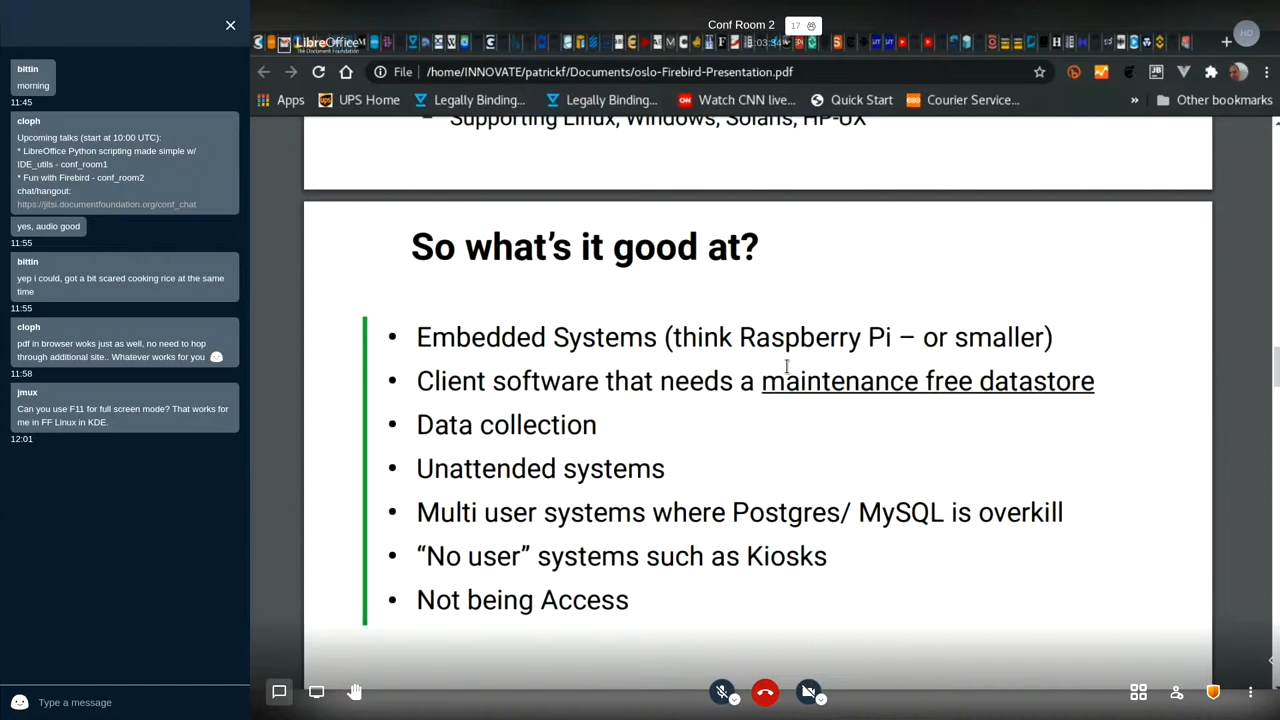 bittin
morning
11:45
cloph
Upcoming talks (start at 10:00 UTC):
* LibreOffice Python scripting made simple w/
IDE_utils - conf_room1
* Fun with Firebird - conf_room2
chat/hangout:
https://jitsi.documentfoundation.org/conf_chat
yes, audio good
11:55
bittin
yep i could, got a bit scared cooking rice at the same
time
11:55
cloph
pdf in browser woks just as well, no need to hop
through additional site.. Whatever works for you
11:58
jmux
Can you use F11 for full screen mode? That works for
me in FF Linux in KDE.
12:01
Type a message
Conf Room 2
17
HD
LibreOffice
The Document Foundation
File
/home/INNOVATE/patrickf/Documents/oslo-Firebird-Presentation.pdf
Apps
UPS Home
Legally Binding...
Legally Binding...
Watch CNN live...
Quick Start
Courier Service...
»
Other bookmarks
– Supporting Linux, Windows, Solaris, HP-UX
So what’s it good at?
• Embedded Systems (think Raspberry Pi – or smaller)
• Client software that needs a maintenance free datastore
• Data collection
• Unattended systems
• Multi user systems where Postgres/ MySQL is overkill
• “No user” systems such as Kiosks
• Not being Access